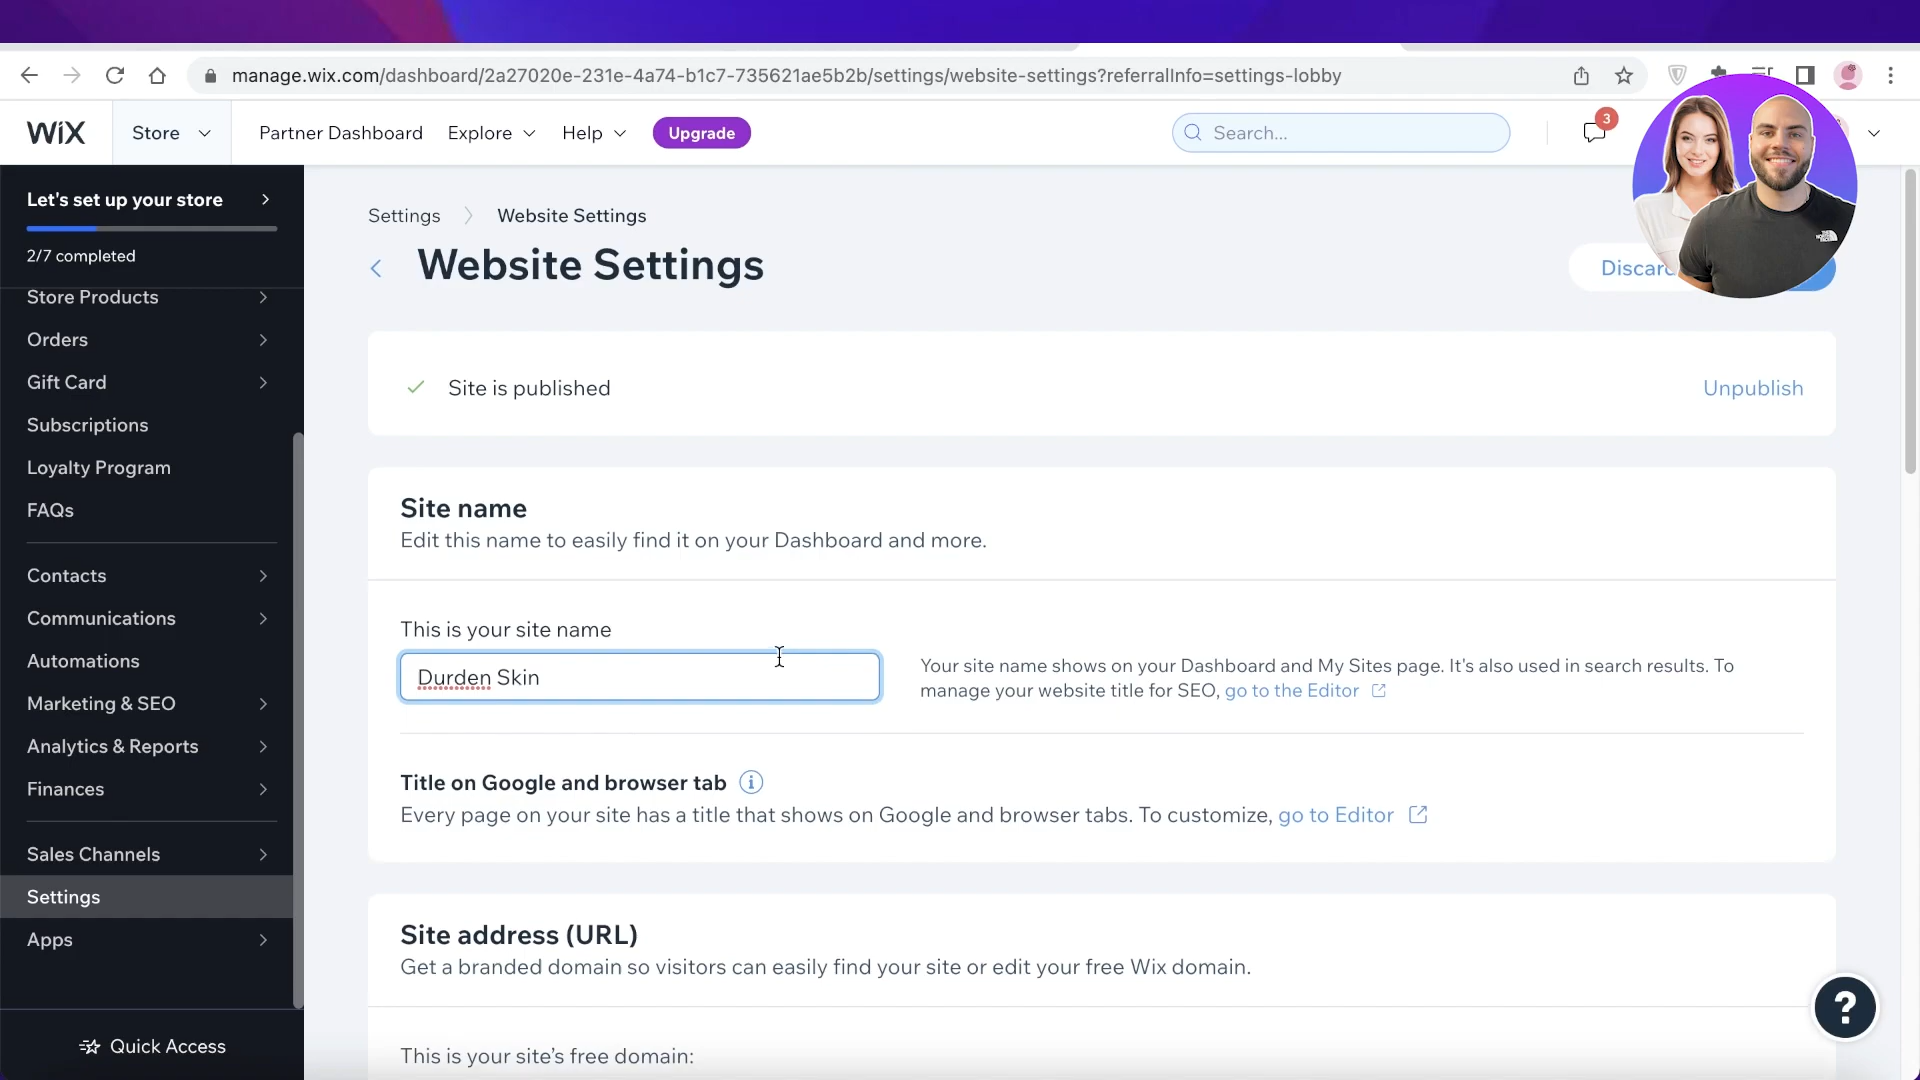 manage.wix.com/dashboard/2a27020e-231e-4a74-b1c7-735621ae5b2b/settings/website-settings?referralInfo=settings-lobby
WiX
Store
Partner Dashboard
Explore
Help
Upgrade
Search...
3
Let's set up your store
2/7 completed
Store Products
Orders
Gift Card
Subscriptions
Loyalty Program
FAQs
Contacts
Communications
Automations
Marketing & SEO
Analytics & Reports
Finances
Sales Channels
Settings
Apps
Quick Access
Settings
Website Settings
Website Settings
Site is published
Unpublish
Site name
Edit this name to easily find it on your Dashboard and more.
This is your site name
Durden Skin
Your site name shows on your Dashboard and My Sites page. It's also used in search results. To
manage your website title for SEO, go to the Editor
Title on Google and browser tab
Every page on your site has a title that shows on Google and browser tabs. To customize, go to Editor
Site address (URL)
Get a branded domain so visitors can easily find your site or edit your free Wix domain.
This is your site's free domain:
?